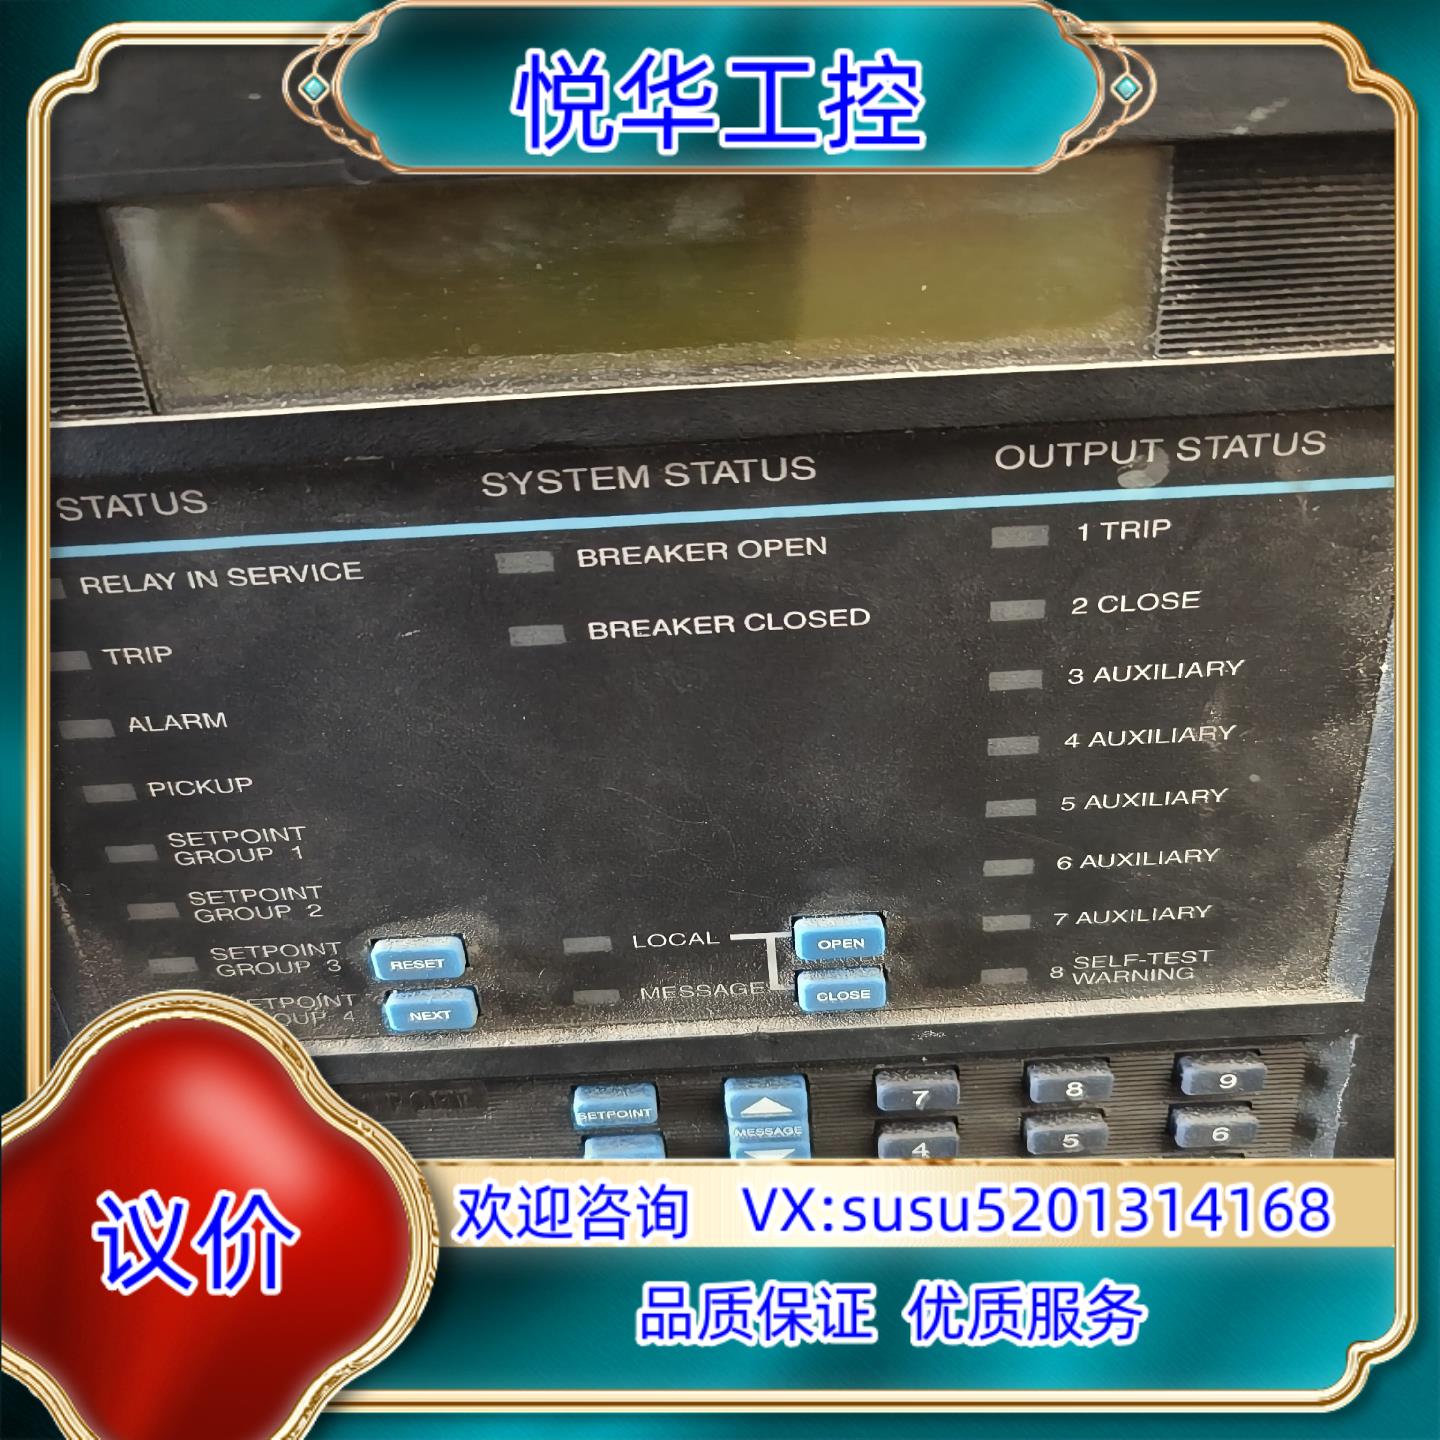 悦华工控
STATUS
SYSTEM STATUS
OUTPUT STATUS
RELAY IN SERVICE
TRIP
ALARM
PICKUP
SETPOINT
GROUP 1
SETPOINT
GROUP 2
SETPOINT
GROUP 3
RESET
NEXT
BREAKER OPEN
BREAKER CLOSED
LOCAL
MESSAGE
OPEN
CLOSE
1 TRIP
2 CLOSE
3 AUXILIARY
4 AUXILIARY
5 AUXILIARY
6 AUXILIARY
7 AUXILIARY
8 SELF-TEST
WARNING
SETPOINT
MESSAGE
7
8
9
4
5
6
议价
欢迎咨询 VX:susu5201314168
品质保证 优质服务